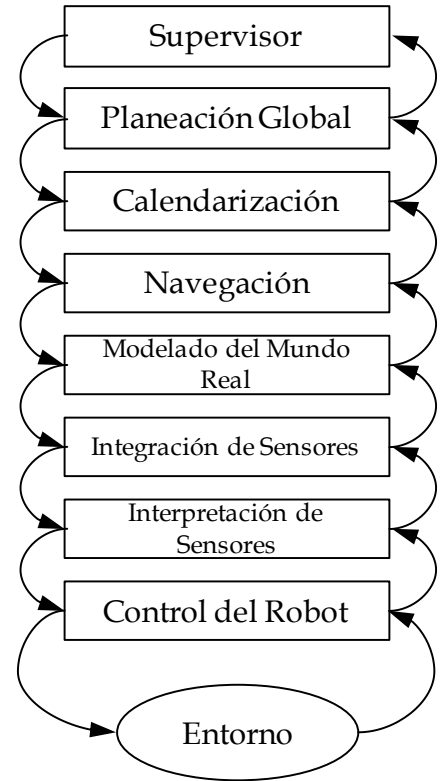 Supervisor
Planeación Global
Calendarización
Navegación
Modelado del Mundo
Real
Integración de Sensores
Interpretación de
Sensores
Control del Robot
Entorno